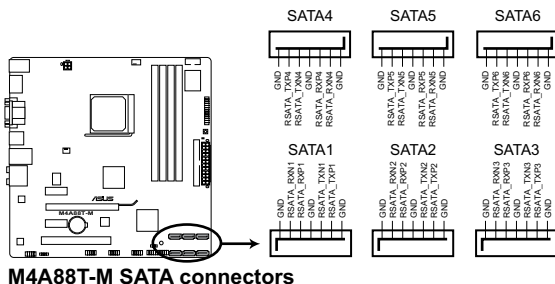 SATA4 SATA5 SATA6
GND RSATA_TXP4 RSATA_TXN4 GND RSATA_RXP4 RSATA_RXN4 GND
GND RSATA_TXP5 RSATA_TXN5 GND RSATA_RXP5 RSATA_RXN5 GND
GND RSATA_TXP6 RSATA_TXN6 GND RSATA_RXP6 RSATA_RXN6 GND
SATA1 SATA2 SATA3
GND RSATA_RXN1 RSATA_RXP1 GND RSATA_TXN1 RSATA_TXP1 GND
GND RSATA_RXN2 RSATA_RXP2 GND RSATA_TXN2 RSATA_TXP2 GND
GND RSATA_RXN3 RSATA_RXP3 GND RSATA_TXN3 RSATA_TXP3 GND
ASUS
M4A88T-M
M4A88T-M SATA connectors